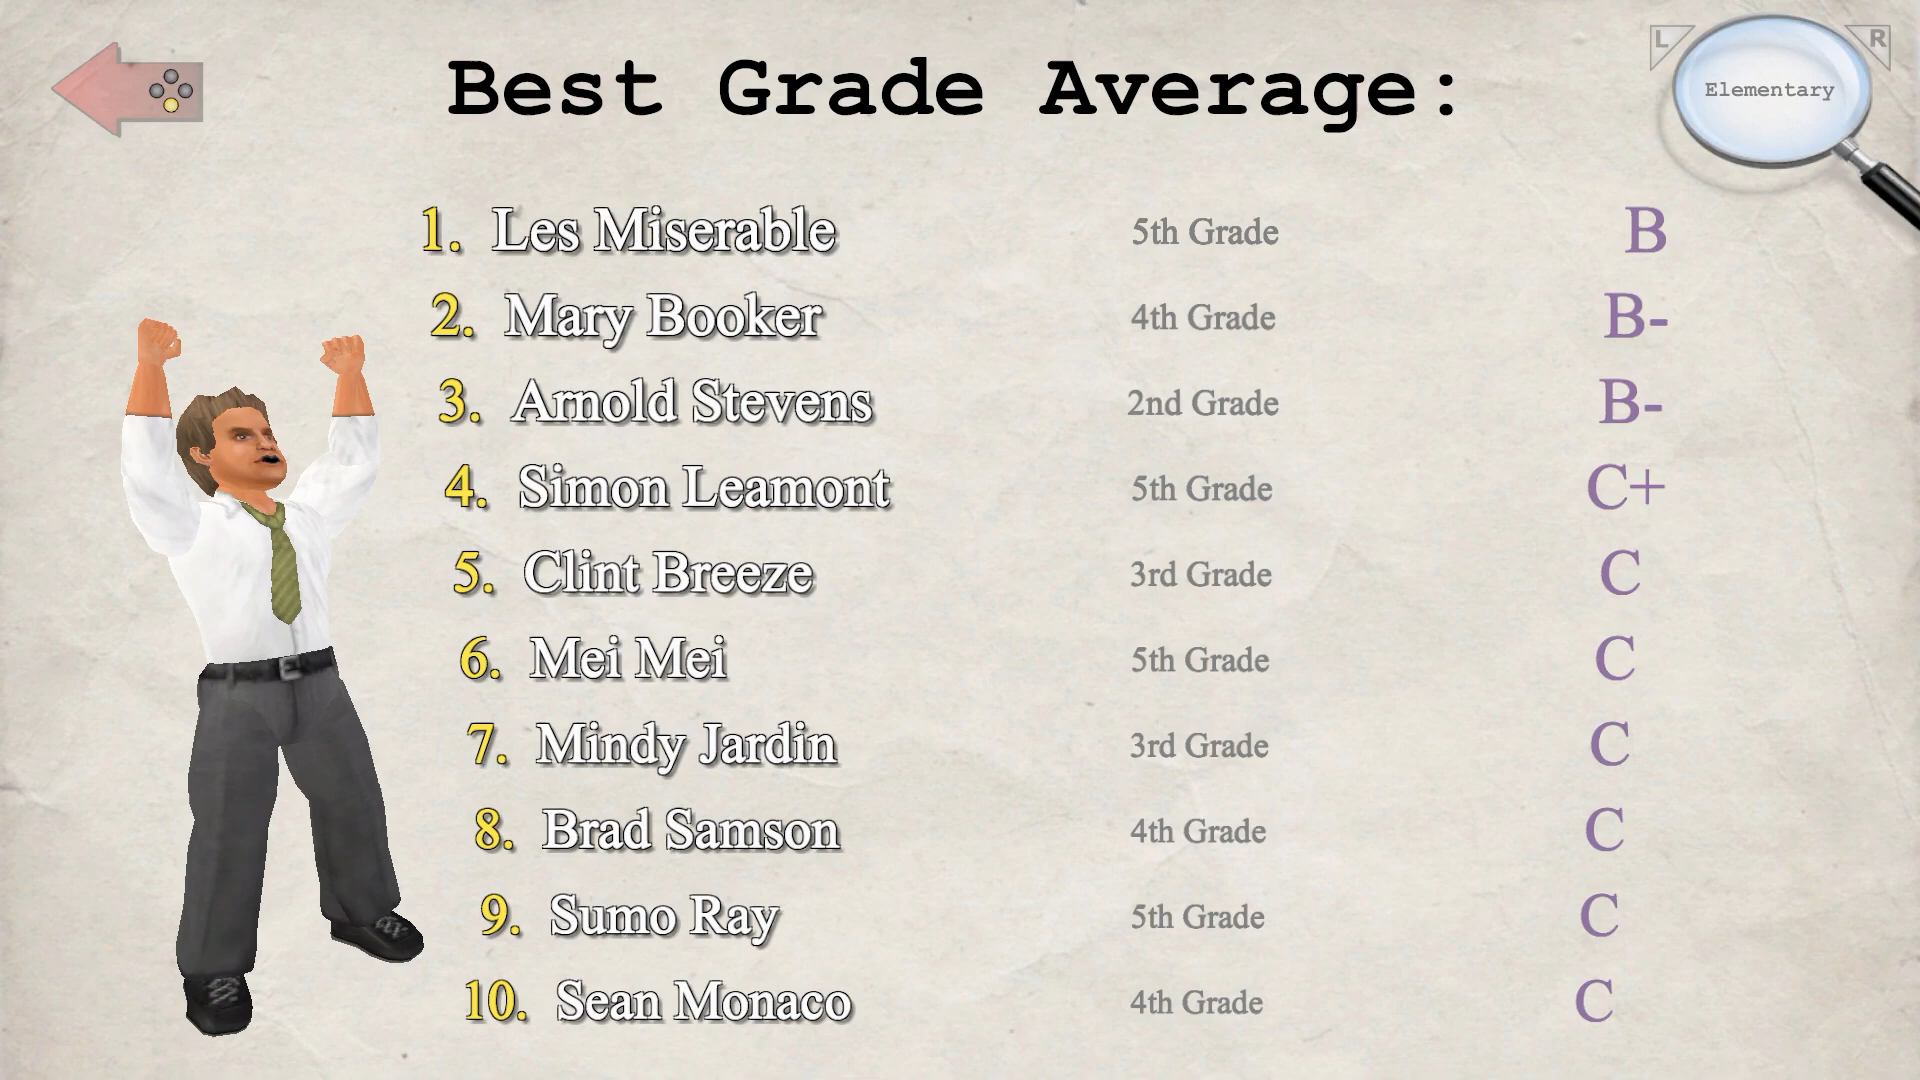 Best Grade Average:
L
R
Elementary
1. Les Miserable 5th Grade B
2. Mary Booker 4th Grade B-
3. Arnold Stevens 2nd Grade B-
4. Simon Leamont 5th Grade C+
5. Clint Breeze 3rd Grade C
6. Mei Mei 5th Grade C
7. Mindy Jardin 3rd Grade C
8. Brad Samson 4th Grade C
9. Sumo Ray 5th Grade C
10. Sean Monaco 4th Grade C